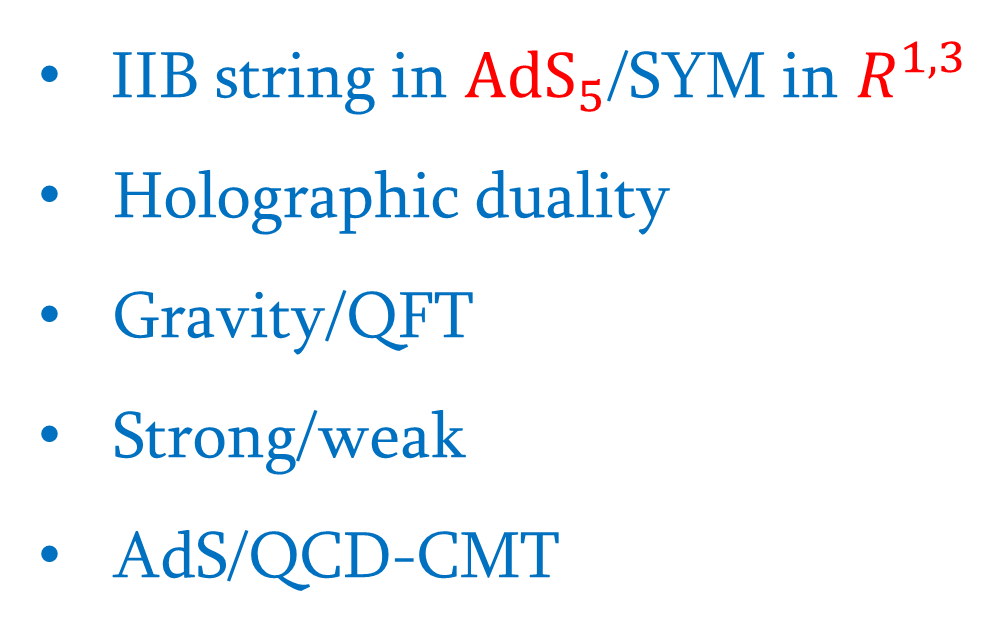 • IIB string in AdS₅/SYM in R¹,³
• Holographic duality
• Gravity/QFT
• Strong/weak
• AdS/QCD-CMT